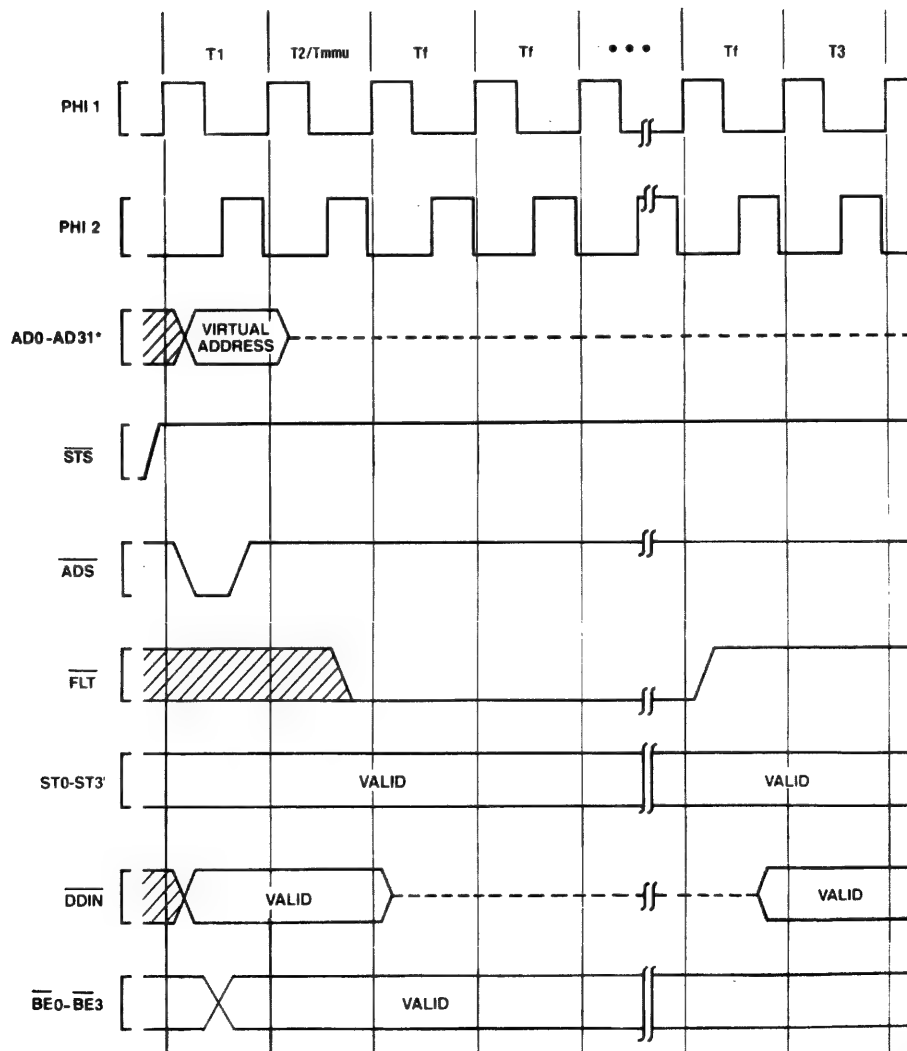 T1 T2/Tmmu Tf Tf ••• Tf T3
PHI 1
PHI 2
AD0-AD31*
VIRTUAL
ADDRESS
STS
ADS
FLT
ST0-ST3'
VALID VALID
DDIN
VALID VALID
BE0-BE3
VALID